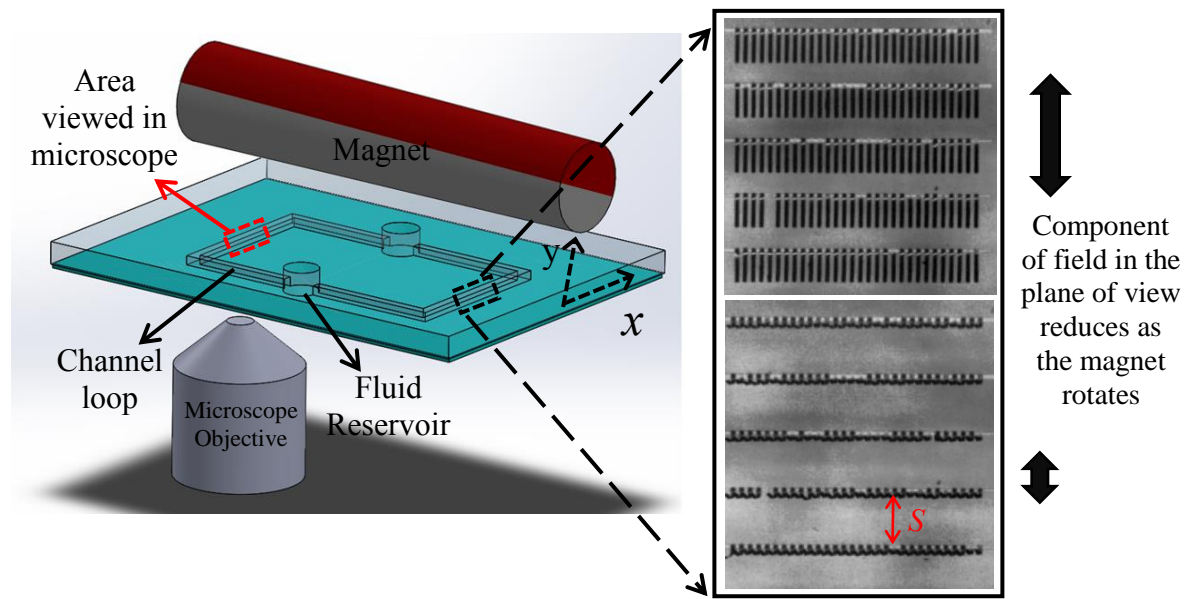 Area
viewed in
microscope
Magnet
y
x
Channel
loop
Microscope
Objective
Fluid
Reservoir
S
Component
of field in the
plane of view
reduces as
the magnet
rotates